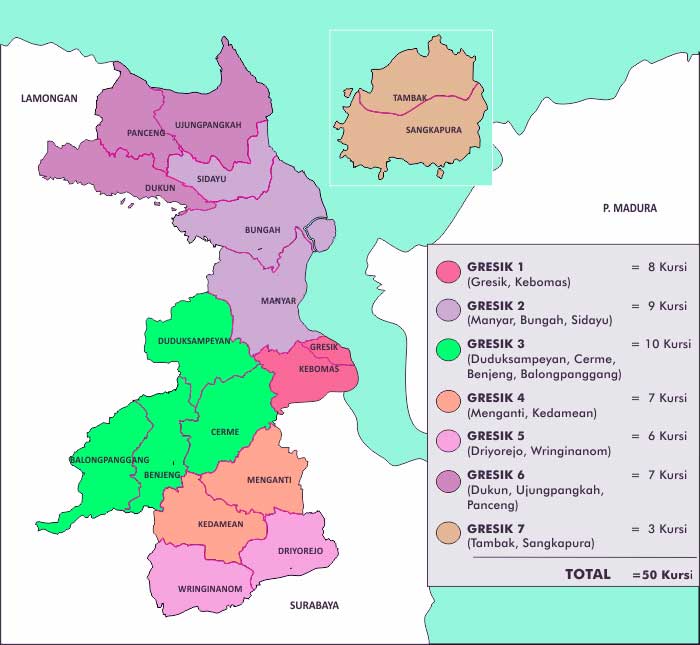 LAMONGAN
PANCENG
UJUNGPANGKAH
TAMBAK
SANGKAPURA
DUKUN
SIDAYU
P. MADURA
BUNGAH
MANYAR
DUDUKSAMPEYAN
GRESIK
KEBOMAS
CERME
BALONGPANGGANG
BENJENG
MENGANTI
KEDAMEAN
DRIYOREJO
WRINGINANOM
SURABAYA
GRESIK 1 = 8 Kursi
(Gresik, Kebomas)
GRESIK 2 = 9 Kursi
(Manyar, Bungah, Sidayu)
GRESIK 3 = 10 Kursi
(Duduksampeyan, Cerme,
Benjeng, Balongpanggang)
GRESIK 4 = 7 Kursi
(Menganti, Kedamean)
GRESIK 5 = 6 Kursi
(Driyorejo, Wringinanom)
GRESIK 6 = 7 Kursi
(Dukun, Ujungpangkah,
Panceng)
GRESIK 7 = 3 Kursi
(Tambak, Sangkapura)
TOTAL =50 Kursi